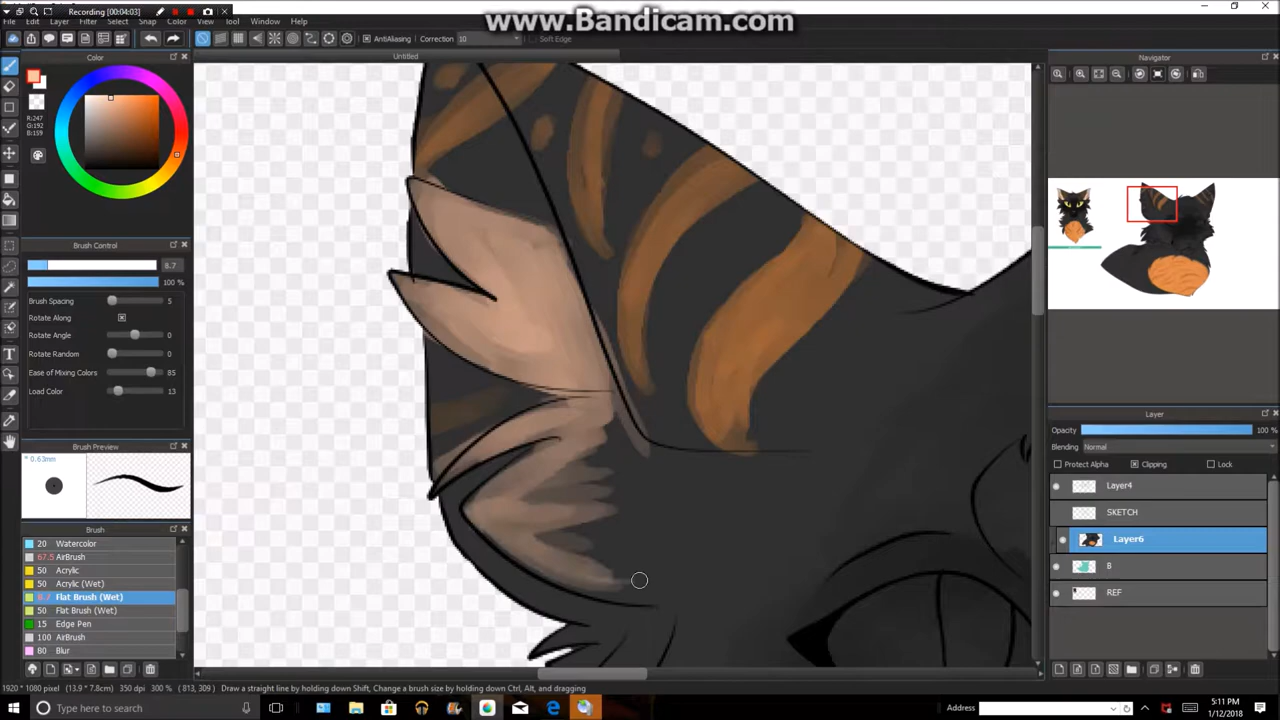 Recording [00:04:03]
www.Bandicam.com
File Layer Filter Select Snap Color View Tool Window Help
AntiAliasing Correction 10 Soft Edge
Color
Untitled
Navigator
R:247
G:192
B:159
Brush Control
8.7
100 %
Brush Spacing 5
Rotate Along
Rotate Angle 0
Rotate Random 0
Ease of Mixing Colors 85
Load Color 13
Brush Preview
* 0.63mm
Brush
20 Watercolor
67.5 AirBrush
50 Acrylic
50 Acrylic (Wet)
8.7 Flat Brush (Wet)
50 Flat Brush (Wet)
15 Edge Pen
100 AirBrush
80 Blur
Layer
Opacity 100 %
Blending Normal
Protect Alpha Clipping Lock
Layer4
SKETCH
Layer6
B
REF
1920 * 1080 pixel (13.9 * 7.8cm) 350 dpi 300 % ( 813, 309 ) Draw a straight line by holding down Shift, Change a brush size by holding down Ctrl, Alt, and dragging
Type here to search
Address
5:11 PM
1/12/2018